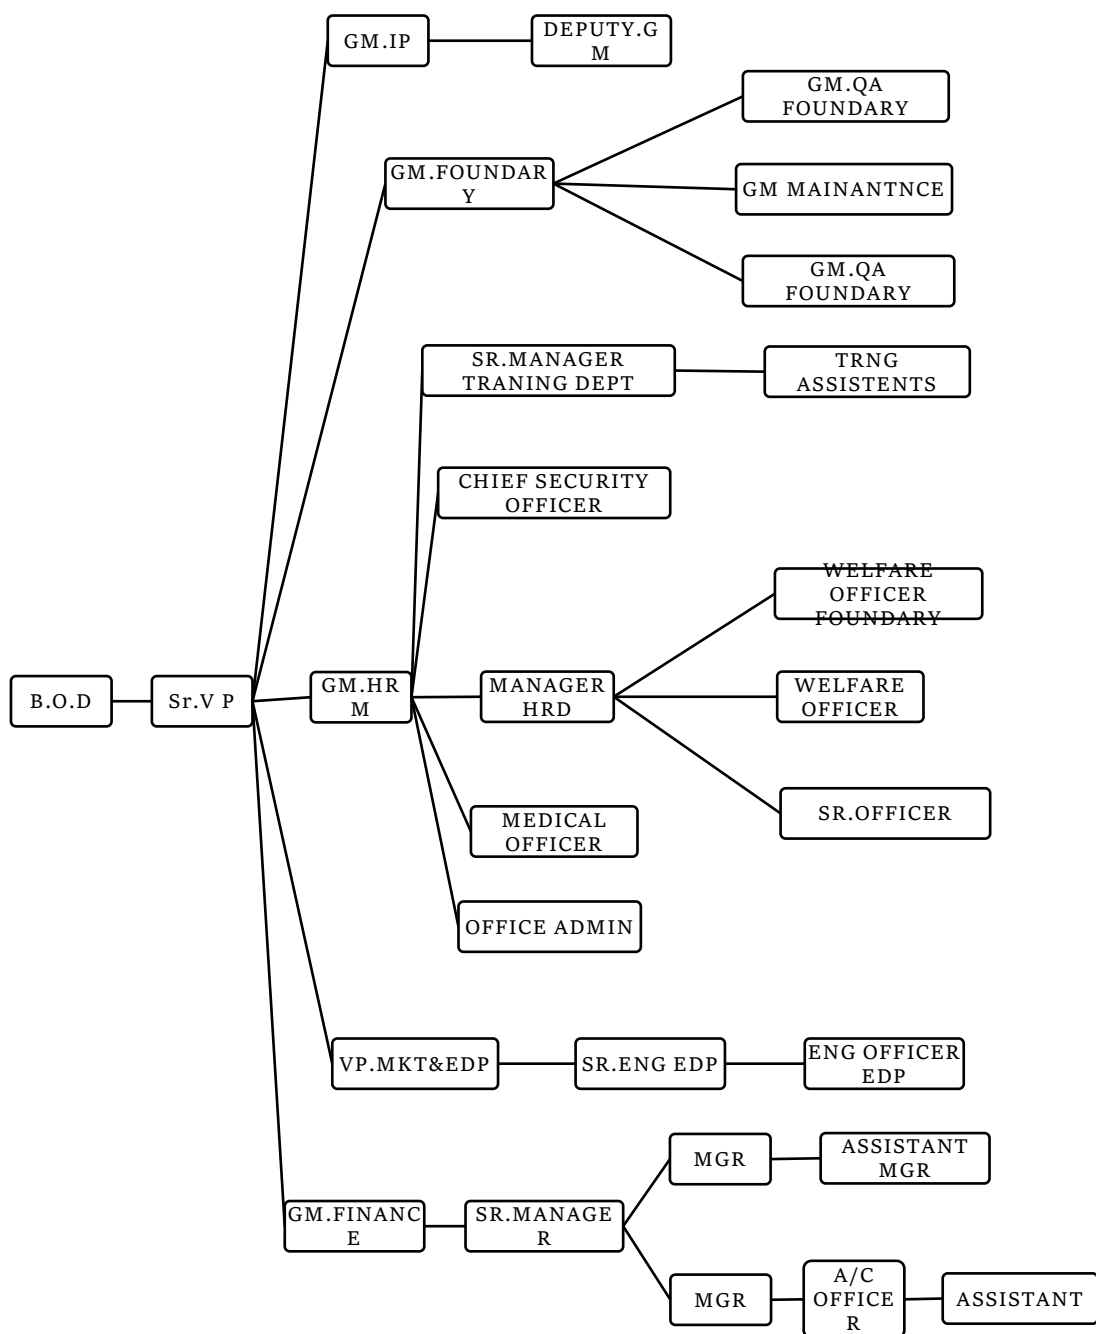 GM.IP
DEPUTY.G
M
GM.QA
FOUNDARY
GM.FOUNDAR
Y
GM MAINANTNCE
GM.QA
FOUNDARY
SR.MANAGER
TRANING DEPT
TRNG
ASSISTENTS
CHIEF SECURITY
OFFICER
WELFARE
OFFICER
FOUNDARY
B.O.D
Sr.V P
GM.HR
M
MANAGER
HRD
WELFARE
OFFICER
MEDICAL
OFFICER
SR.OFFICER
OFFICE ADMIN
VP.MKT&EDP
SR.ENG EDP
ENG OFFICER
EDP
MGR
ASSISTANT
MGR
GM.FINANC
E
SR.MANAGE
R
MGR
A/C
OFFICE
R
ASSISTANT